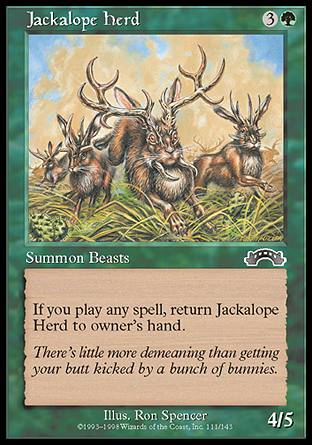 Jackalope Herd 3
Summon Beasts
If you play any spell, return Jackalope
Herd to owner's hand.
There's little more demeaning than getting
your butt kicked by a bunch of bunnies.
Illus. Ron Spencer
©1993-1998 Wizards of the Coast, Inc. 111/143
4/5